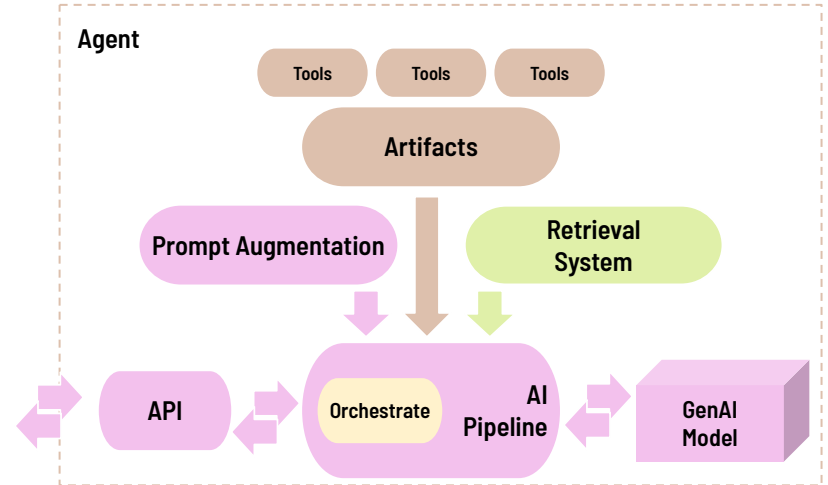 Agent
Tools
Tools
Tools
Artifacts
Prompt Augmentation
Retrieval
System
API
Orchestrate
AI
Pipeline
GenAI
Model